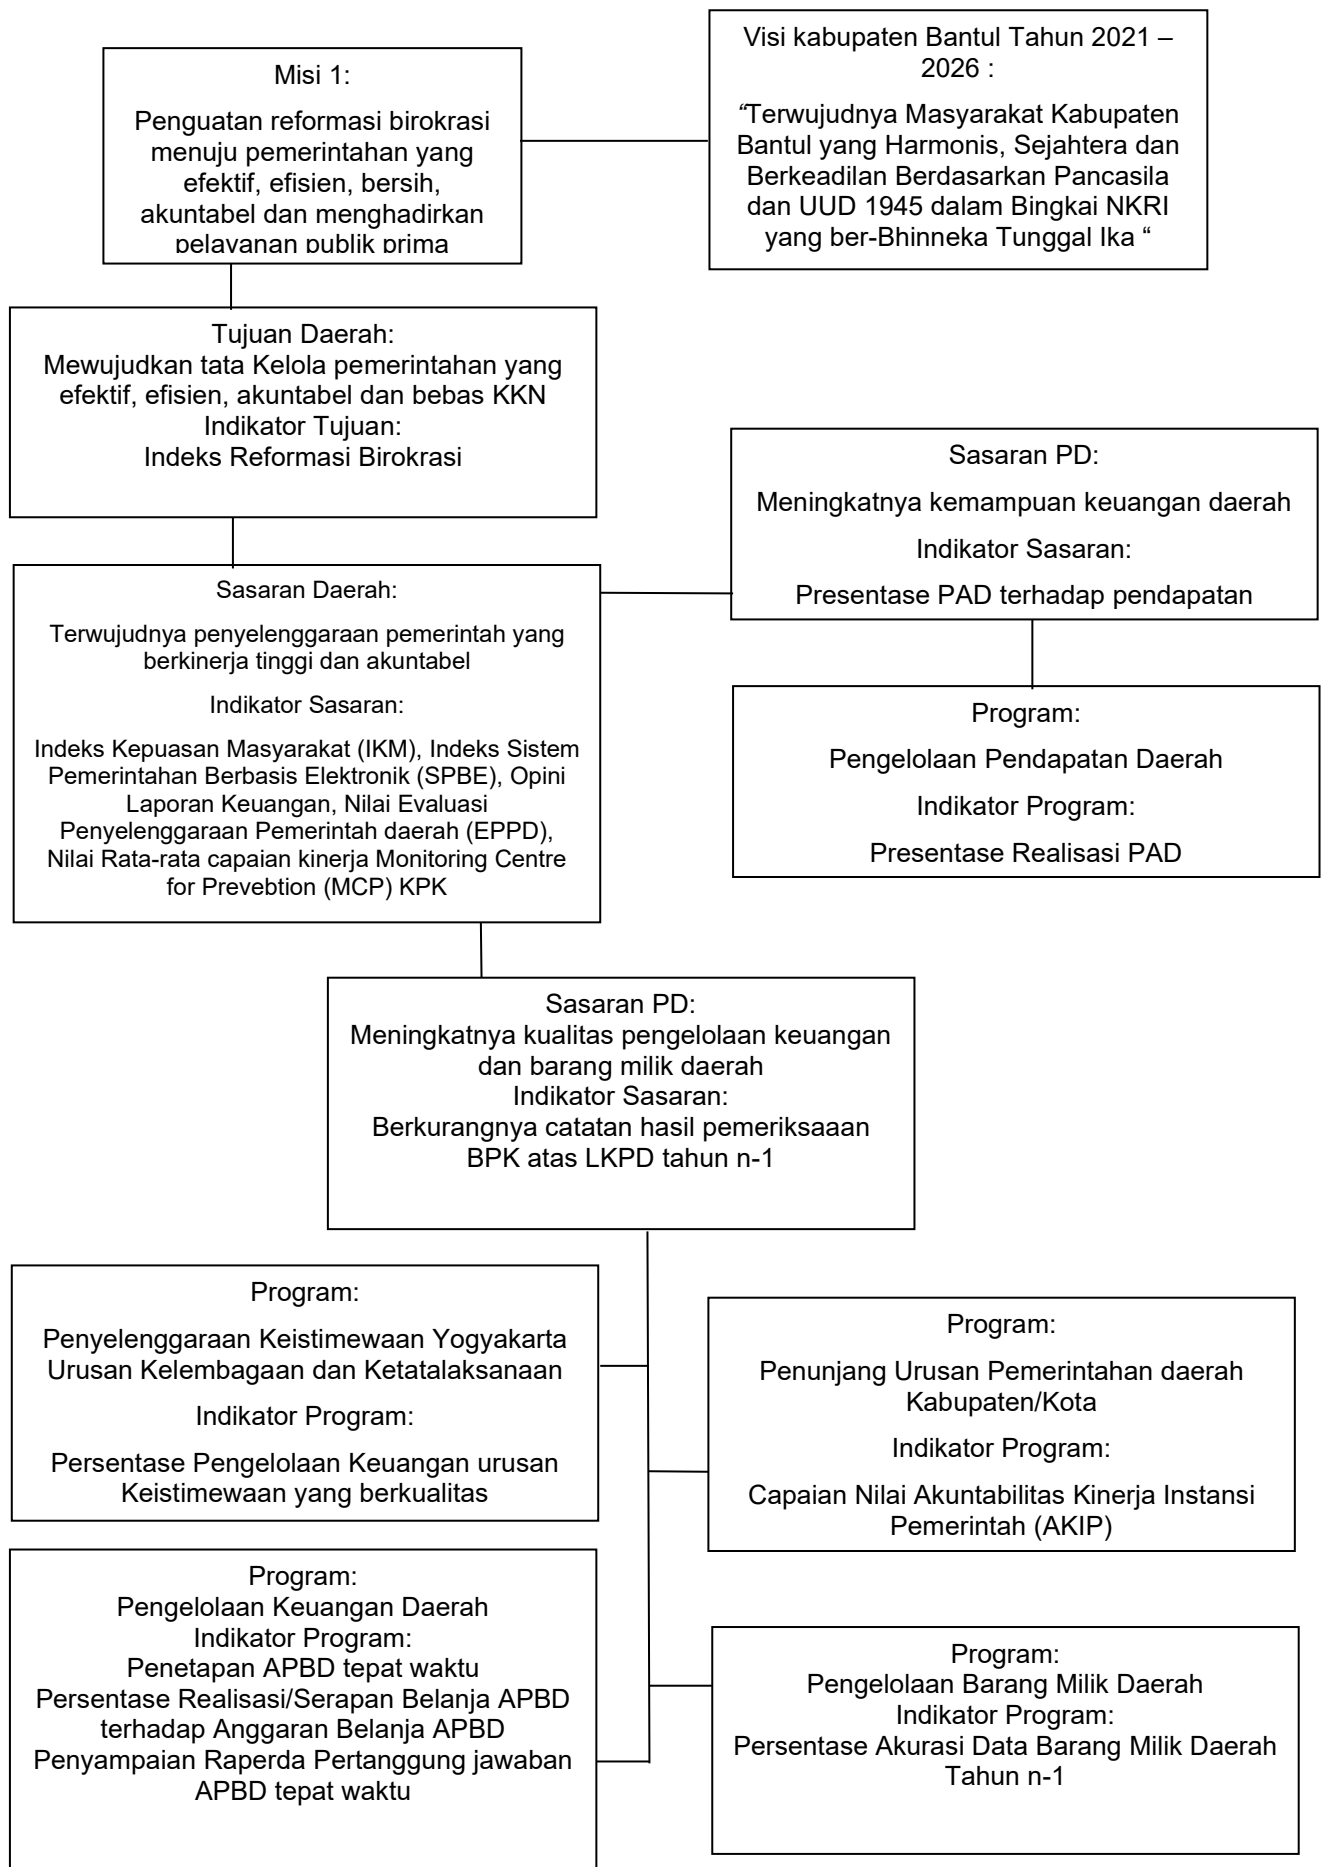 Visi kabupaten Bantul Tahun 2021 –
2026 :
“Terwujudnya Masyarakat Kabupaten
Bantul yang Harmonis, Sejahtera dan
Berkeadilan Berdasarkan Pancasila
dan UUD 1945 dalam Bingkai NKRI
yang ber-Bhinneka Tunggal Ika “
Misi 1:
Penguatan reformasi birokrasi
menuju pemerintahan yang
efektif, efisien, bersih,
akuntabel dan menghadirkan
pelayanan publik prima
Tujuan Daerah:
Mewujudkan tata Kelola pemerintahan yang
efektif, efisien, akuntabel dan bebas KKN
Indikator Tujuan:
Indeks Reformasi Birokrasi
Sasaran Daerah:
Terwujudnya penyelenggaraan pemerintah yang
berkinerja tinggi dan akuntabel
Indikator Sasaran:
Indeks Kepuasan Masyarakat (IKM), Indeks Sistem
Pemerintahan Berbasis Elektronik (SPBE), Opini
Laporan Keuangan, Nilai Evaluasi
Penyelenggaraan Pemerintah daerah (EPPD),
Nilai Rata-rata capaian kinerja Monitoring Centre
for Prevebtion (MCP) KPK
Sasaran PD:
Meningkatnya kemampuan keuangan daerah
Indikator Sasaran:
Presentase PAD terhadap pendapatan
Program:
Pengelolaan Pendapatan Daerah
Indikator Program:
Presentase Realisasi PAD
Sasaran PD:
Meningkatnya kualitas pengelolaan keuangan
dan barang milik daerah
Indikator Sasaran:
Berkurangnya catatan hasil pemeriksaaan
BPK atas LKPD tahun n-1
Program:
Penyelenggaraan Keistimewaan Yogyakarta
Urusan Kelembagaan dan Ketatalaksanaan
Indikator Program:
Persentase Pengelolaan Keuangan urusan
Keistimewaan yang berkualitas
Program:
Penunjang Urusan Pemerintahan daerah
Kabupaten/Kota
Indikator Program:
Capaian Nilai Akuntabilitas Kinerja Instansi
Pemerintah (AKIP)
Program:
Pengelolaan Keuangan Daerah
Indikator Program:
Penetapan APBD tepat waktu
Persentase Realisasi/Serapan Belanja APBD
terhadap Anggaran Belanja APBD
Penyampaian Raperda Pertanggung jawaban
APBD tepat waktu
Program:
Pengelolaan Barang Milik Daerah
Indikator Program:
Persentase Akurasi Data Barang Milik Daerah
Tahun n-1